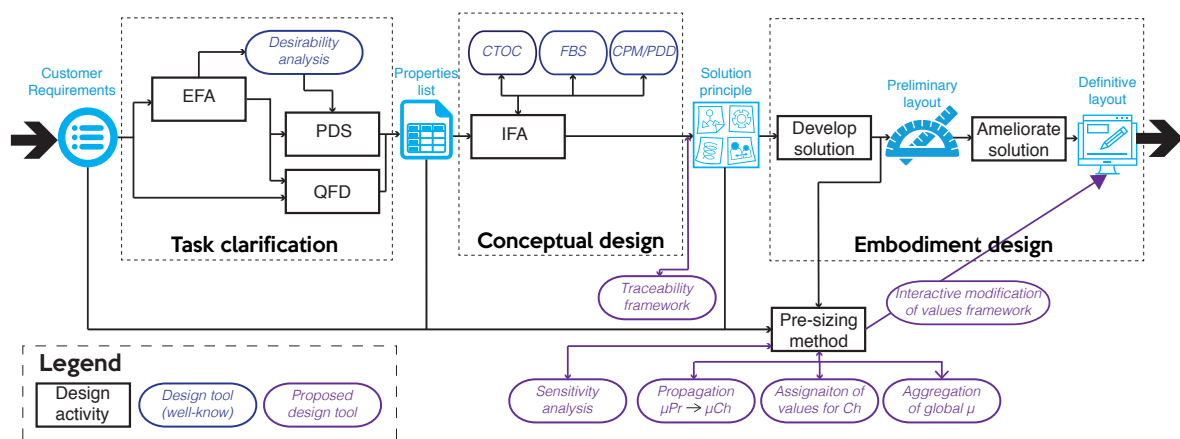 Customer
Requirements
EFA
Desirability
analysis
PDS
QFD
Task clarification
Properties
list
CTOC
FBS
CPM/PDD
IFA
Conceptual design
Traceability
framework
Solution
principle
Develop
solution
Preliminary
layout
Ameliorate
solution
Definitive
layout
Embodiment design
Interactive modification
of values framework
Pre-sizing
method
Sensitivity
analysis
Propagation
µPr → µCh
Assignaiton of
values for Ch
Aggregation
of global µ
Legend
Design
activity
Design tool
(well-know)
Proposed
design tool